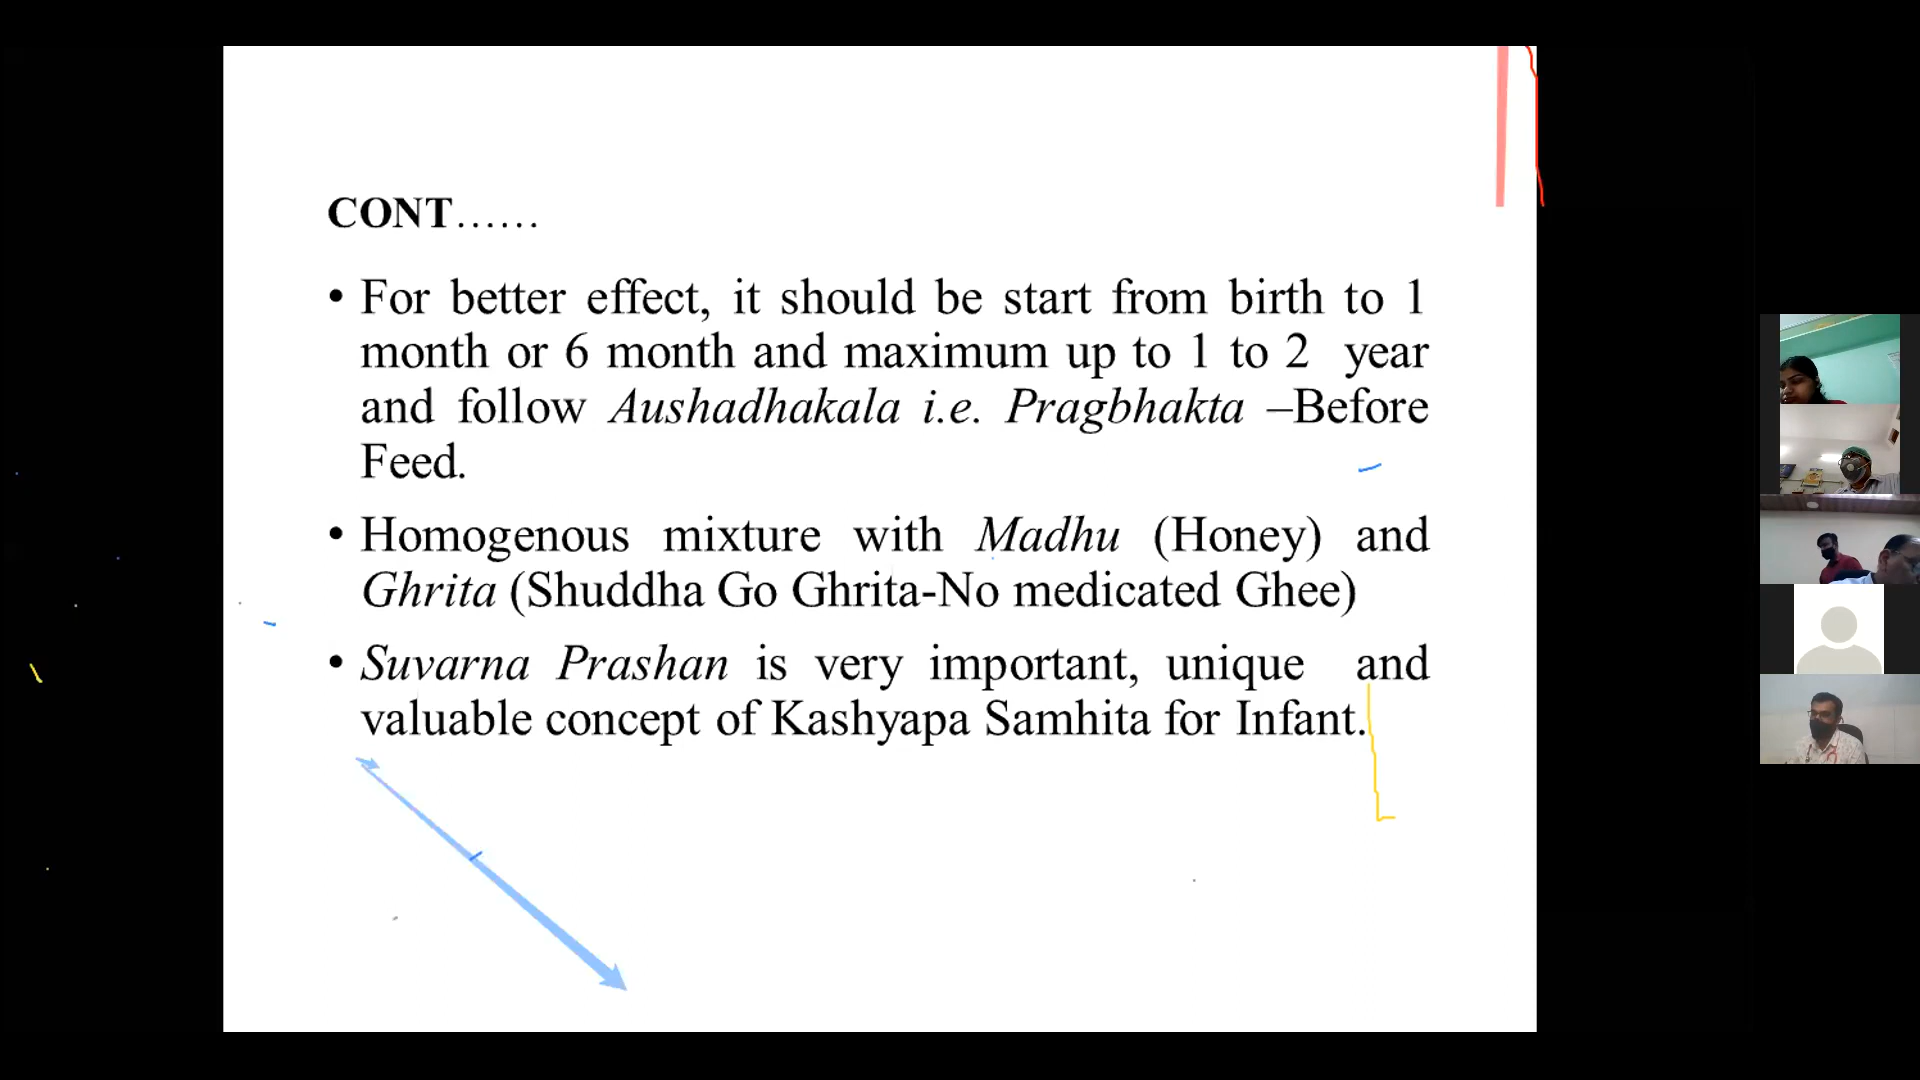 CONT......
• For better effect, it should be start from birth to 1
month or 6 month and maximum up to 1 to 2 year
and follow Aushadhakala i.e. Pragbhakta –Before
Feed.
• Homogenous mixture with Madhu (Honey) and
Ghrita (Shuddha Go Ghrita-No medicated Ghee)
• Suvarna Prashan is very important, unique and
valuable concept of Kashyapa Samhita for Infant.